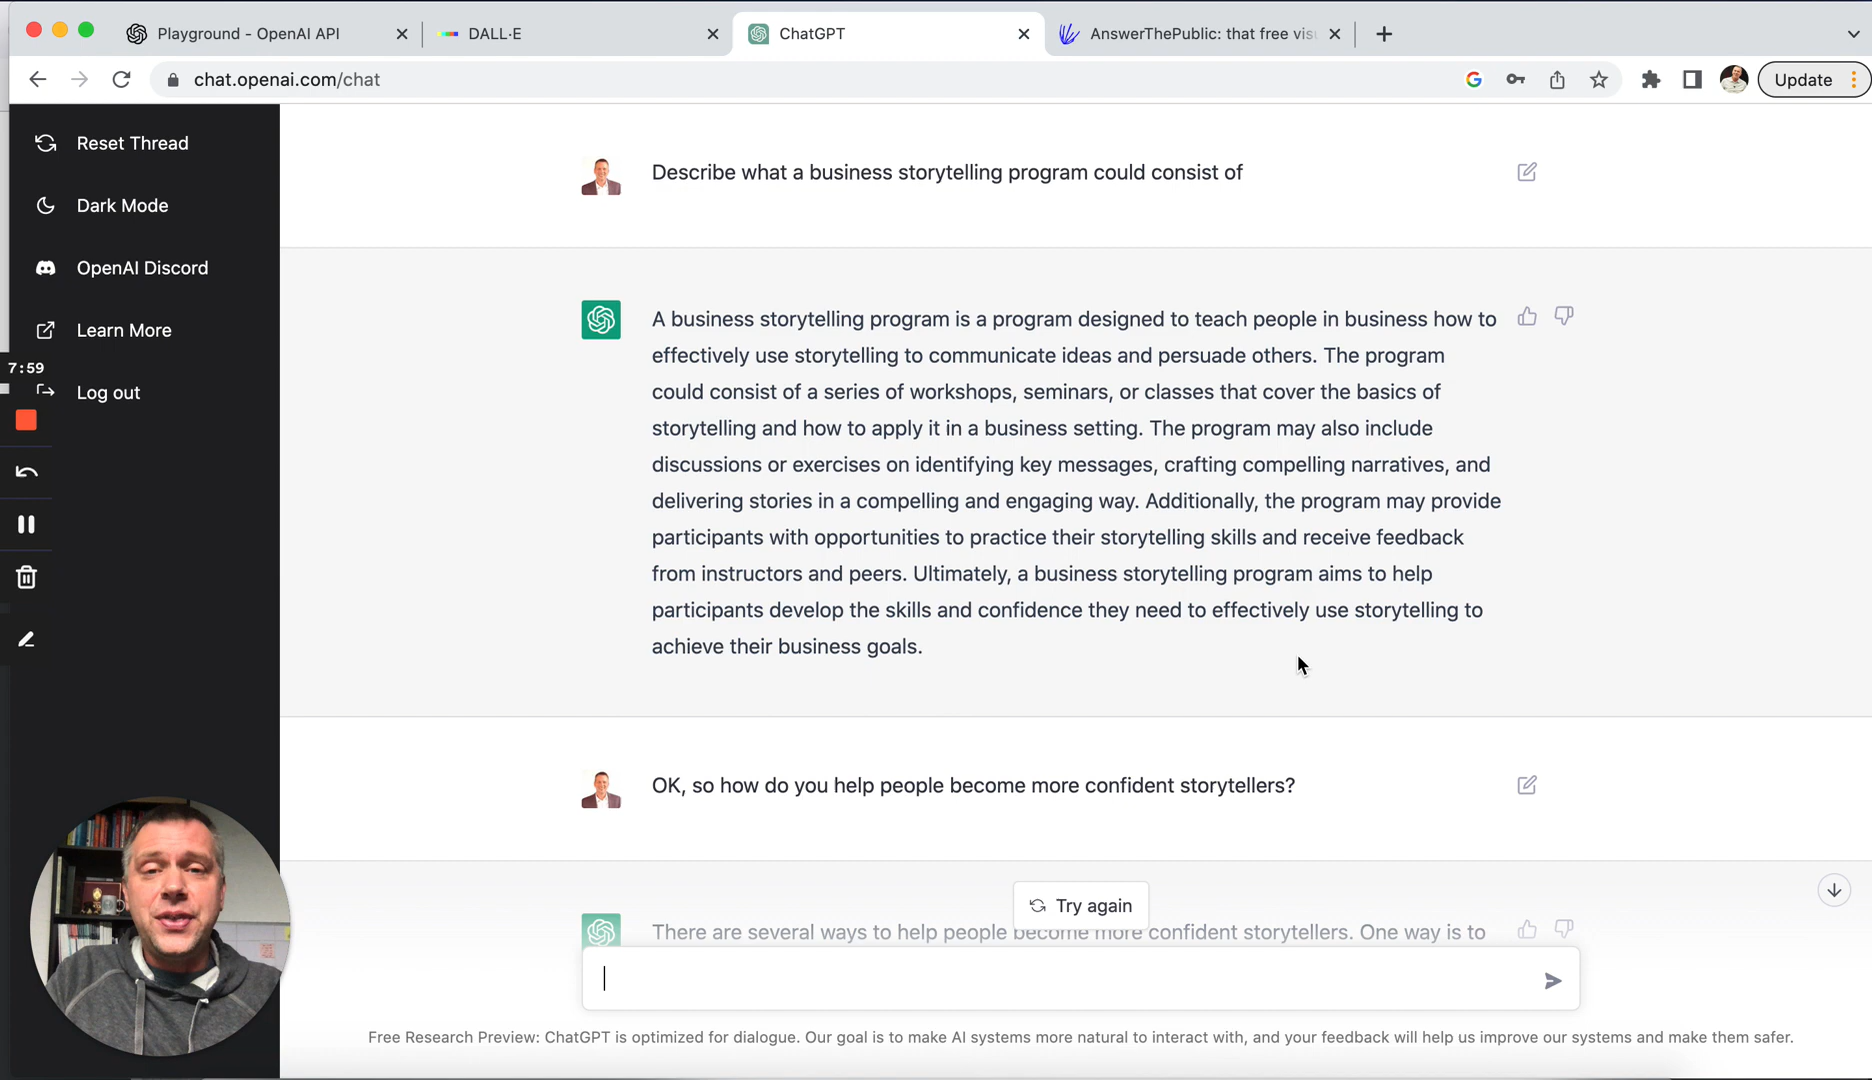 Playground - OpenAI API
DALL·E
ChatGPT
AnswerThePublic: that free vis
chat.openai.com/chat
Update
Reset Thread
Dark Mode
OpenAI Discord
Learn More
7:59
Log out
Describe what a business storytelling program could consist of
A business storytelling program is a program designed to teach people in business how to
effectively use storytelling to communicate ideas and persuade others. The program
could consist of a series of workshops, seminars, or classes that cover the basics of
storytelling and how to apply it in a business setting. The program may also include
discussions or exercises on identifying key messages, crafting compelling narratives, and
delivering stories in a compelling and engaging way. Additionally, the program may provide
participants with opportunities to practice their storytelling skills and receive feedback
from instructors and peers. Ultimately, a business storytelling program aims to help
participants develop the skills and confidence they need to effectively use storytelling to
achieve their business goals.
OK, so how do you help people become more confident storytellers?
Try again
There are several ways to help people become more confident storytellers. One way is to
Free Research Preview: ChatGPT is optimized for dialogue. Our goal is to make AI systems more natural to interact with, and your feedback will help us improve our systems and make them safer.